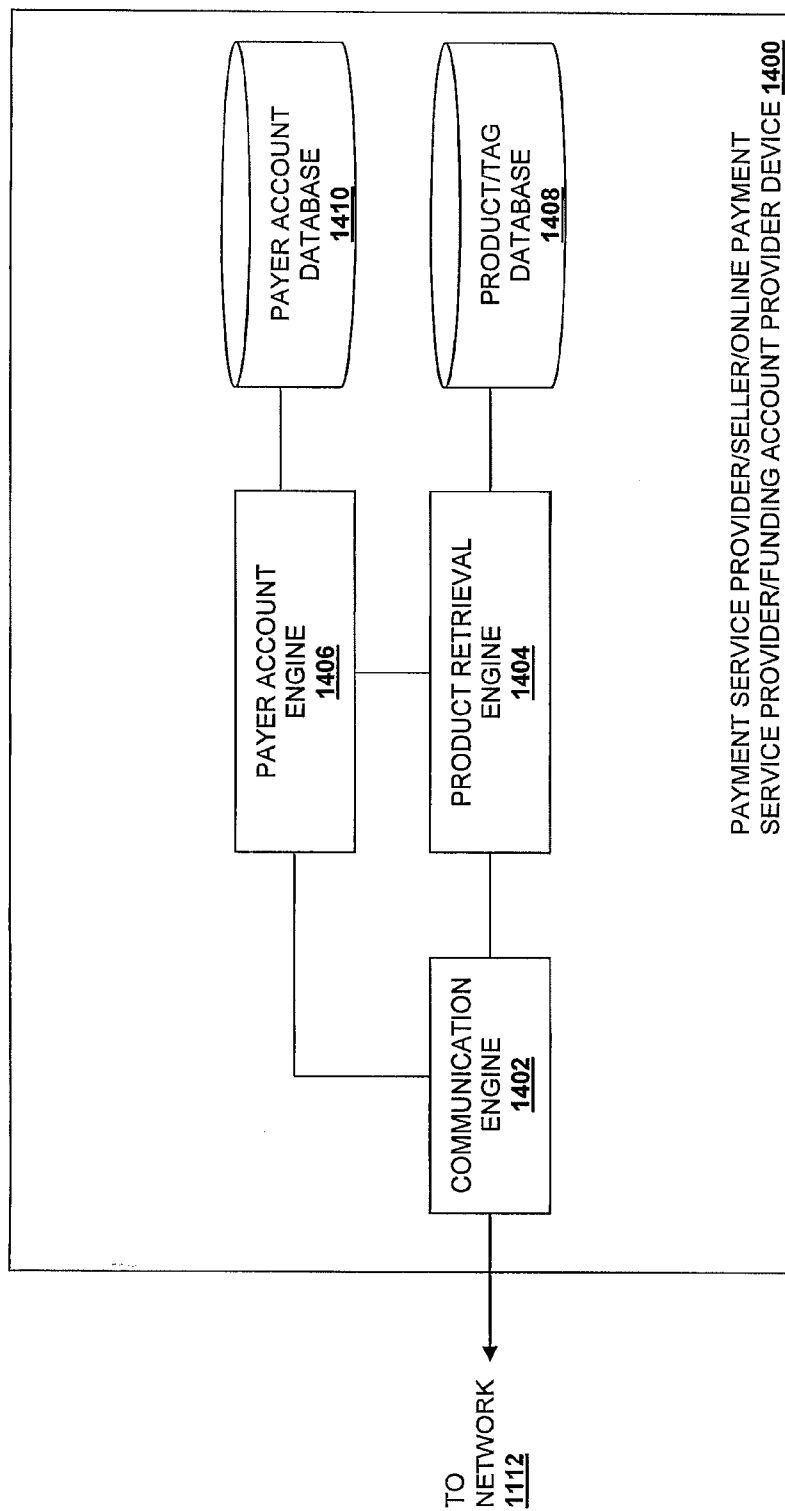 PAYER ACCOUNT
DATABASE
1410
PRODUCT/TAG
DATABASE
1408
PAYER ACCOUNT
ENGINE
1406
PRODUCT RETRIEVAL
ENGINE
1404
COMMUNICATION
ENGINE
1402
TO
NETWORK
1112
PAYMENT SERVICE PROVIDER/SELLER/ONLINE PAYMENT
SERVICE PROVIDER/FUNDING ACCOUNT PROVIDER DEVICE 1400